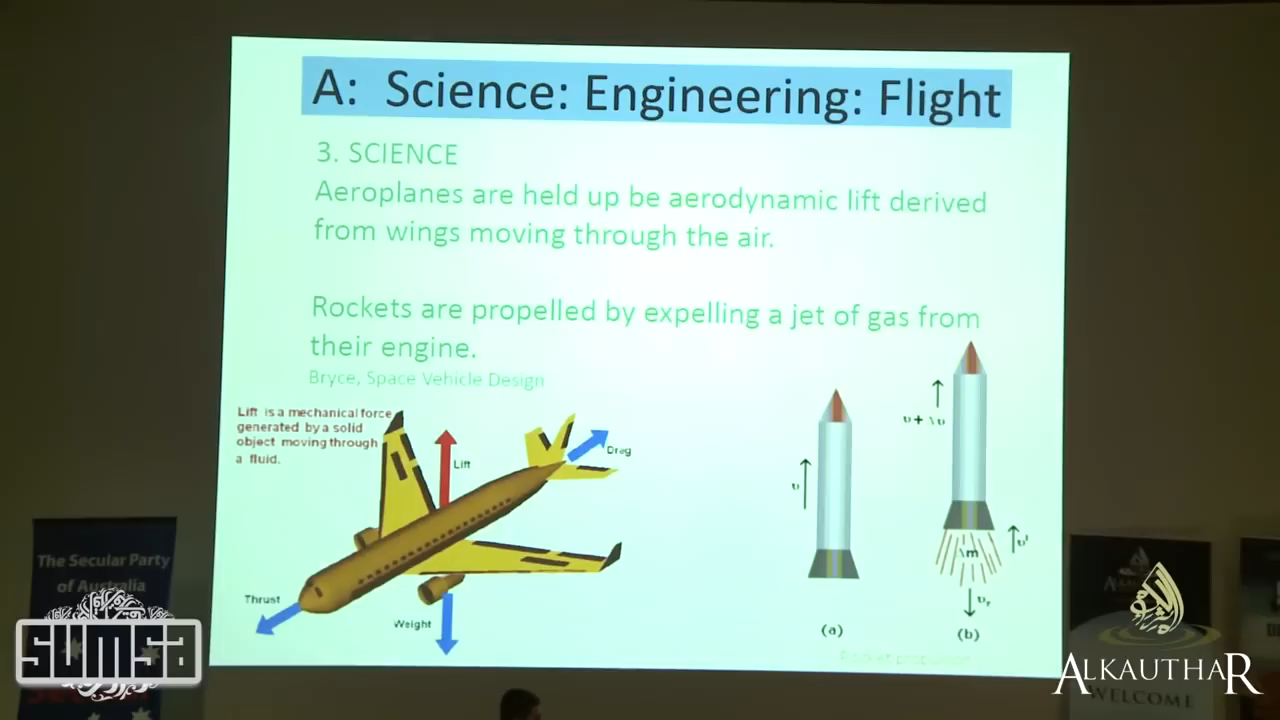 A: Science: Engineering: Flight
3. SCIENCE
Aeroplanes are held up be aerodynamic lift derived
from wings moving through the air.
Rockets are propelled by expelling a jet of gas from
their engine.
Bryce, Space Vehicle Design
Lift is a mechanical force
generated by a solid
object moving through
a fluid.
Lift
Drag
Thrust
Weight
υ
(a)
υ + \υ
\m
υ'
(b)
Rocket propulsion
The Secular Party
of Australia
SUMSA
ALKAUTHAR
WELCOME